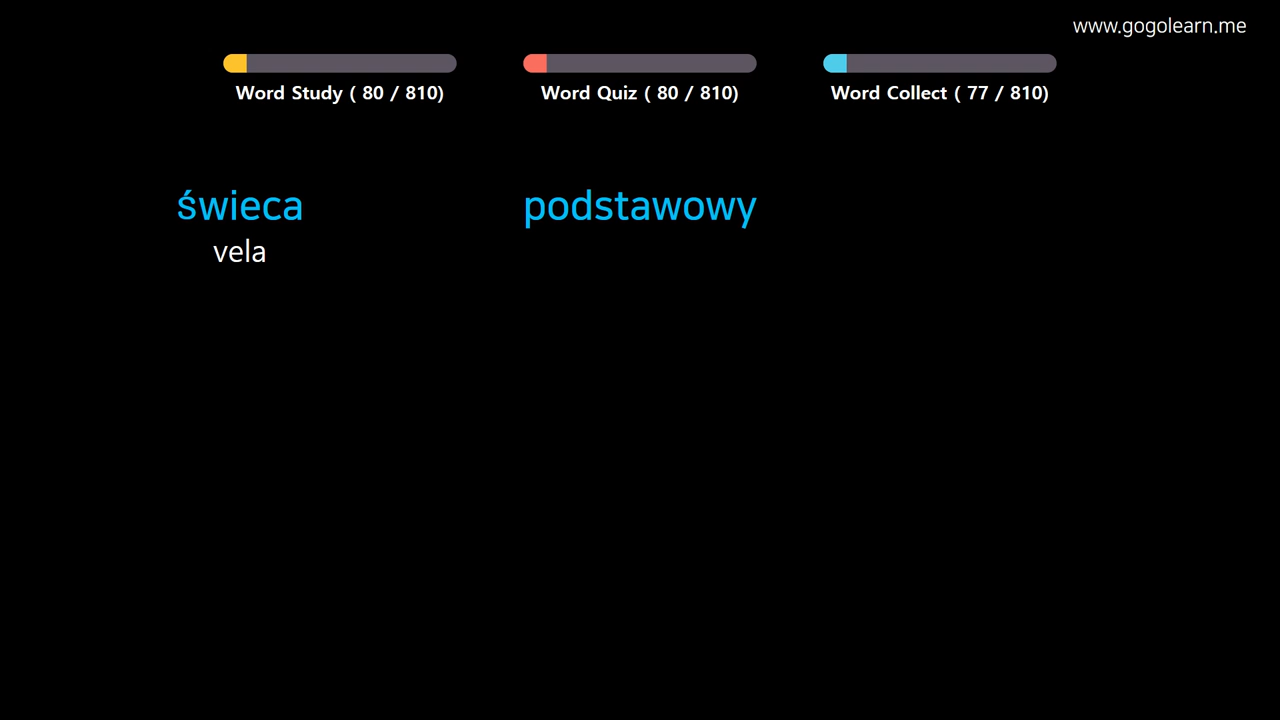 www.gogolearn.me
Word Study ( 80 / 810)
Word Quiz ( 80 / 810)
Word Collect ( 77 / 810)
świeca
podstawowy
vela